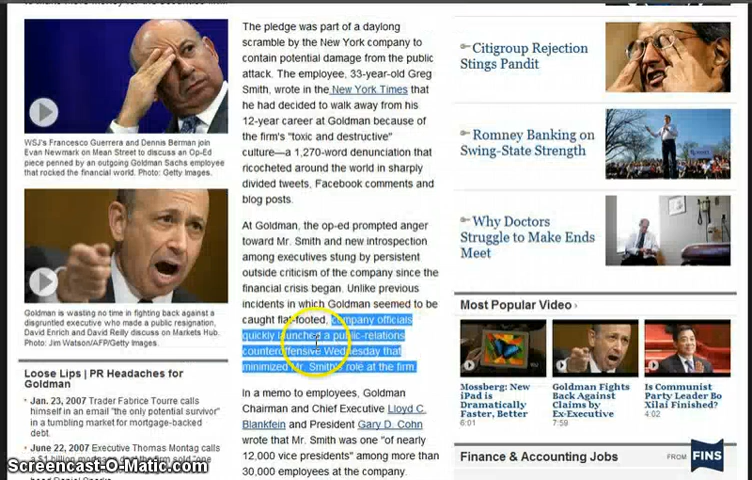 The pledge was part of a daylong
scramble by the New York company to
contain potential damage from the public
attack. The employee, 33-year-old Greg
Smith, wrote in the New York Times that
he had decided to walk away from his
12-year career at Goldman because of
the firm's "toxic and destructive"
culture—a 1,270-word denunciation that
ricocheted around the world in sharply
divided tweets, Facebook comments and
blog posts.
At Goldman, the op-ed prompted anger
toward Mr. Smith and new introspection
among executives stung by persistent
outside criticism of the company since the
financial crisis began. Unlike previous
incidents in which Goldman seemed to be
caught flat-footed, company officials
quickly launched a public-relations
counteroffensive Wednesday that
minimized Mr. Smith's role at the firm.
In a memo to employees, Goldman
Chairman and Chief Executive Lloyd C.
Blankfein and President Gary D. Cohn
wrote that Mr. Smith was one "of nearly
12,000 vice presidents" among more than
30,000 employees at the company.
WSJ's Francesco Guerrera and Dennis Berman join
Evan Newmark on Mean Street to discuss an Op-Ed
piece penned by an outgoing Goldman Sachs employee
that rocked the financial world. Photo: Getty Images.
Goldman is wasting no time in fighting back against a
disgruntled executive who made a public resignation,
David Enrich and David Reilly discuss on Markets Hub.
Photo: Jim Watson/AFP/Getty Images.
Loose Lips | PR Headaches for
Goldman
Jan. 23, 2007 Trader Fabrice Tourre calls
himself in an email "the only potential survivor"
in a tumbling market for mortgage-backed
debt.
June 22, 2007 Executive Thomas Montag calls
Screencast-O-Matic.com
Citigroup Rejection
Stings Pandit
Romney Banking on
Swing-State Strength
Why Doctors
Struggle to Make Ends
Meet
Most Popular Video ›
Mossberg: New
iPad is
Dramatically
Faster, Better
6:01
Goldman Fights
Back Against
Claims by
Ex-Executive
7:59
Is Communist
Party Leader Bo
Xilai Finished?
4:02
Finance & Accounting Jobs
FROM FINS